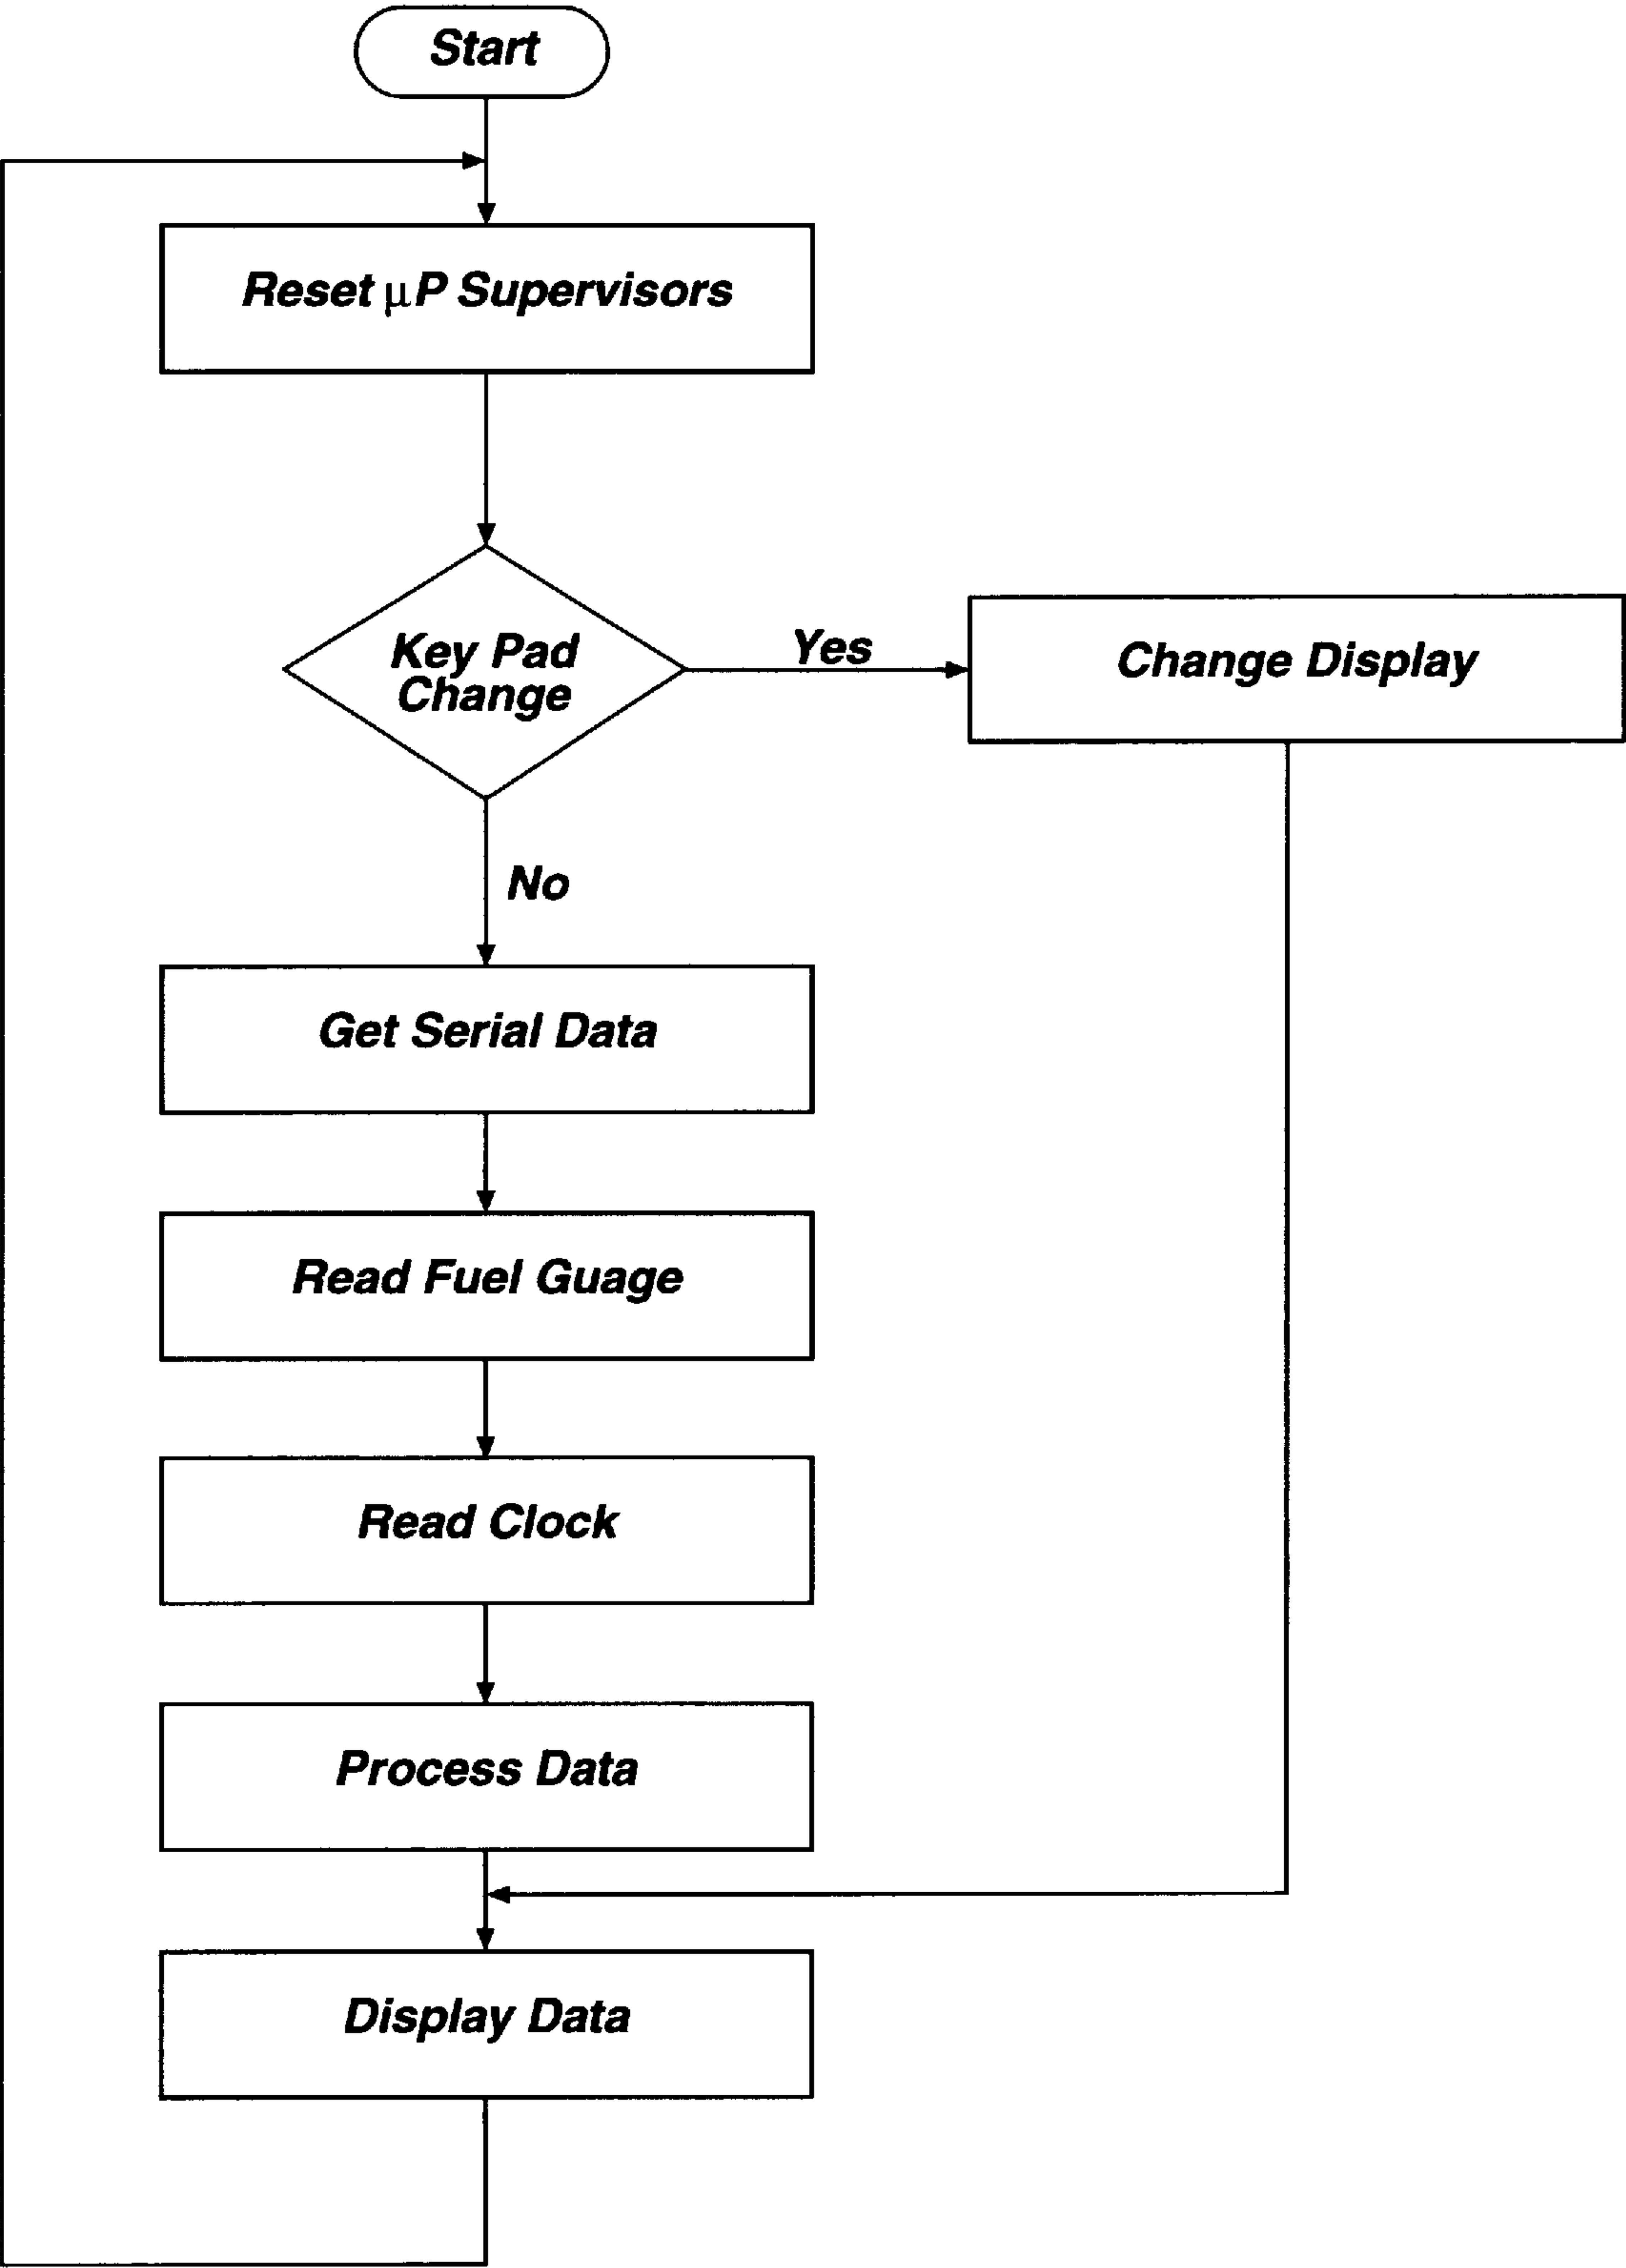 Start
Reset μP Supervisors
Key Pad
Change
Yes
Change Display
No
Get Serial Data
Read Fuel Guage
Read Clock
Process Data
Display Data